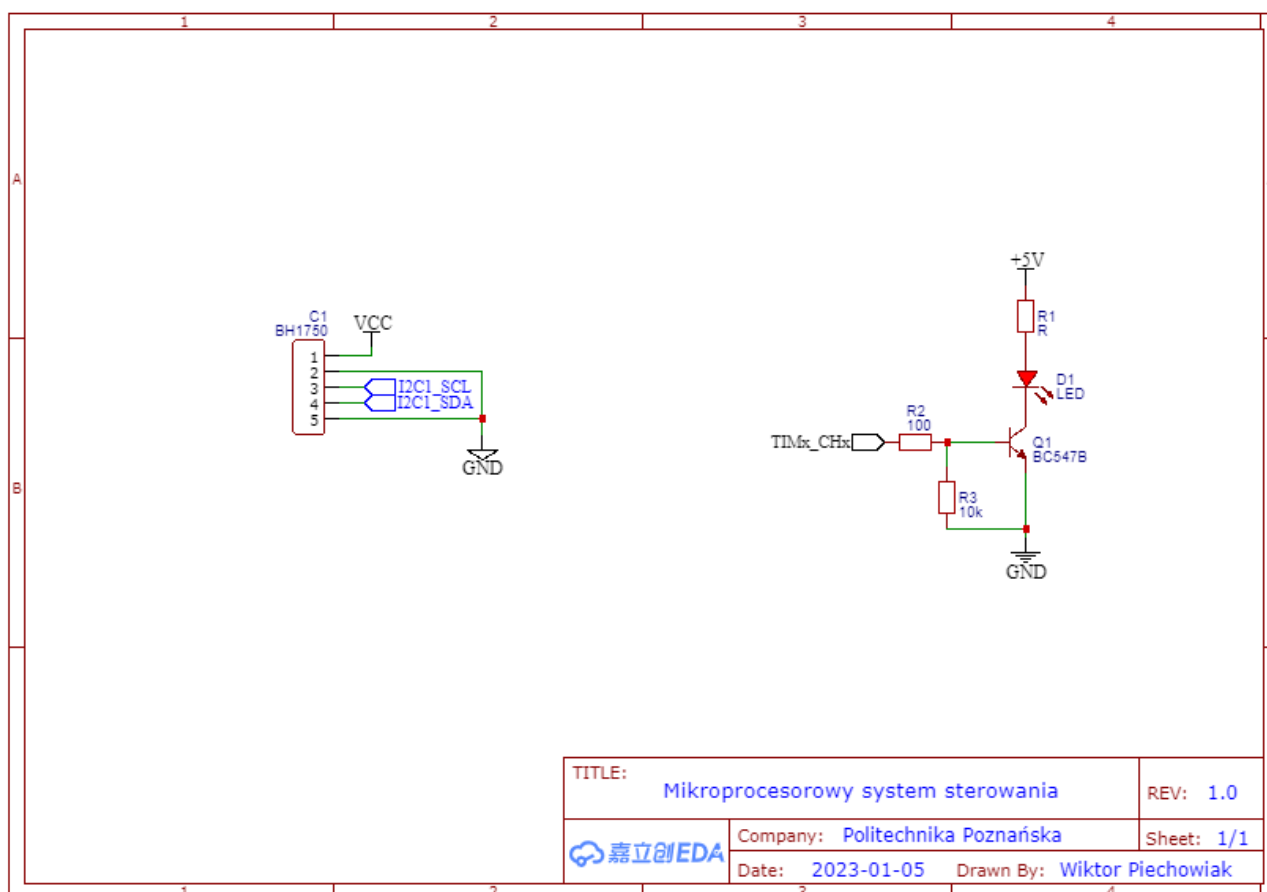 1 2 3 4
A
B
C1
BH1750
VCC
1
2
3 I2C1_SCL
4 I2C1_SDA
5
GND
+5V
R1
R
D1
LED
R2
100
TIMx_CHx
Q1
BC547B
R3
10k
GND
TITLE:
Mikroprocesorowy system sterowania
REV: 1.0
嘉立创EDA
Company: Politechnika Poznańska
Sheet: 1/1
Date: 2023-01-05 Drawn By: Wiktor Piechowiak
1 2 3 4